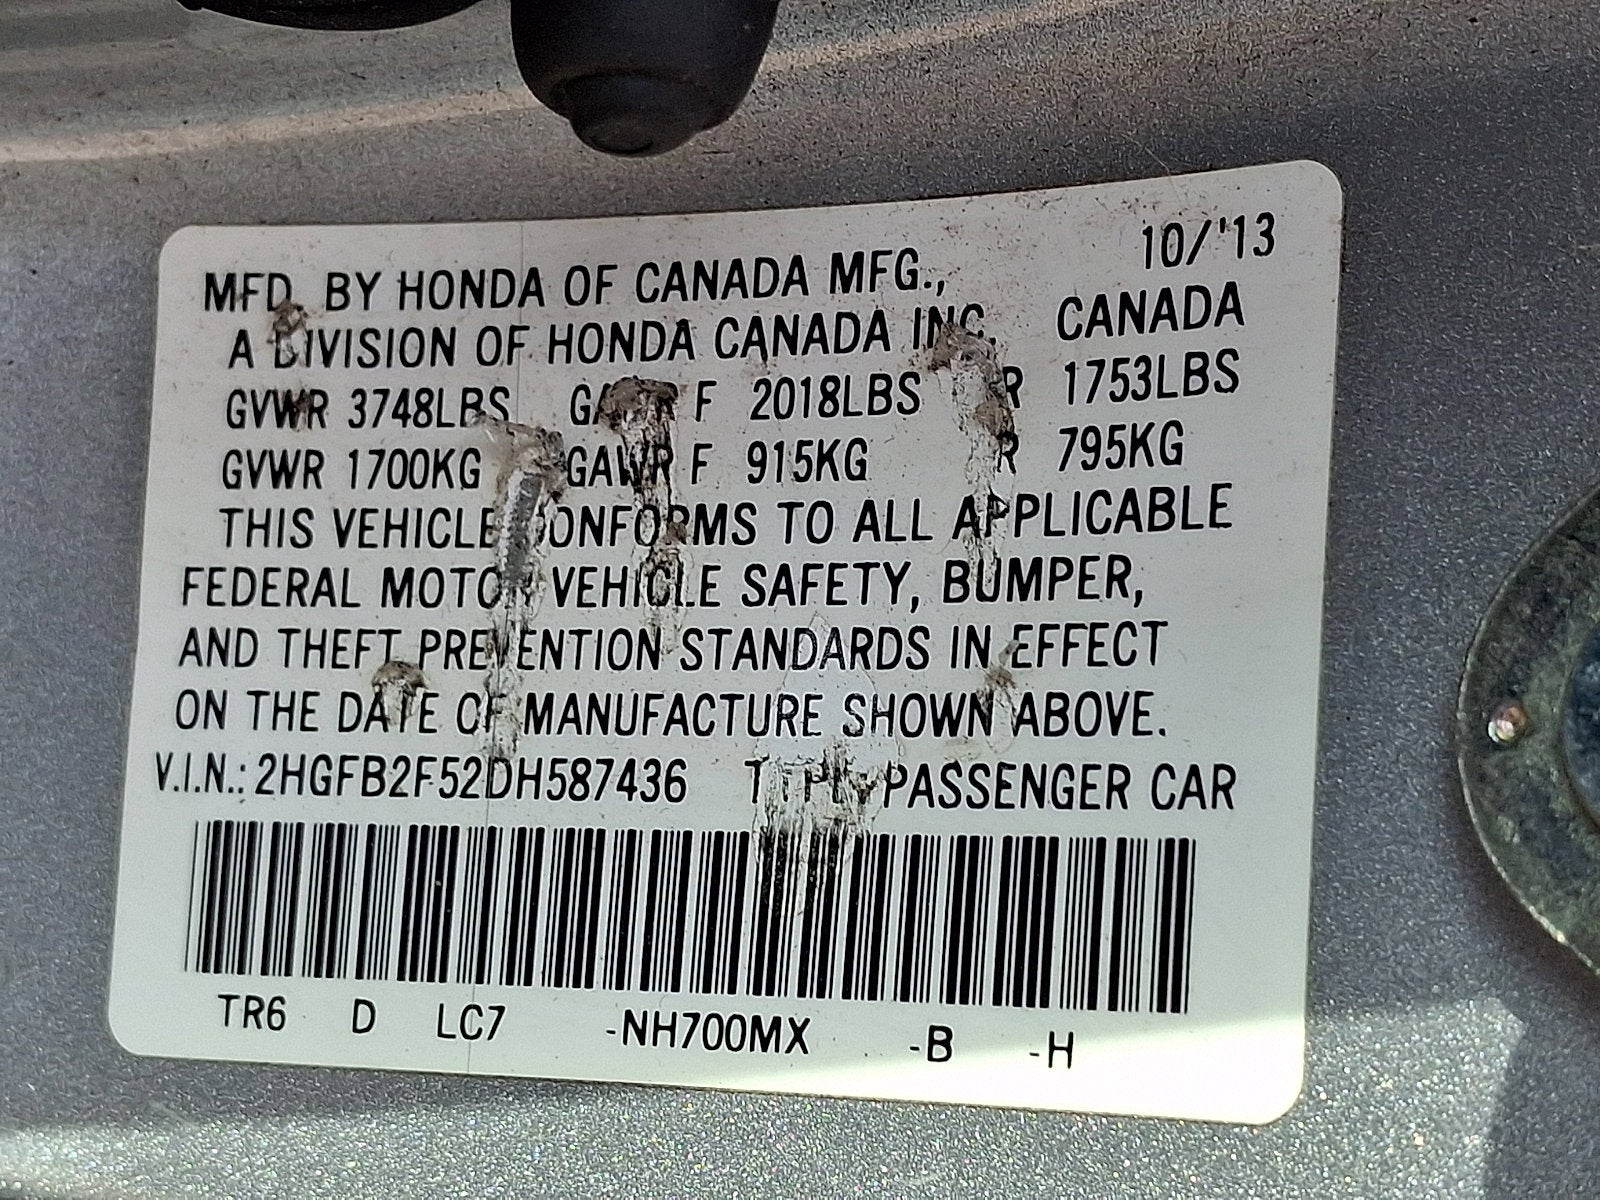 10/'13
MFD. BY HONDA OF CANADA MFG.,
A DIVISION OF HONDA CANADA INC. CANADA
GVWR 3748LBS GAWR F 2018LBS R 1753LBS
GVWR 1700KG GAWR F 915KG R 795KG
THIS VEHICLE CONFORMS TO ALL APPLICABLE
FEDERAL MOTOR VEHICLE SAFETY, BUMPER,
AND THEFT PREVENTION STANDARDS IN EFFECT
ON THE DATE OF MANUFACTURE SHOWN ABOVE.
V.I.N.: 2HGFB2F52DH587436 TYPE: PASSENGER CAR
TR6 D LC7 -NH700MX -B -H